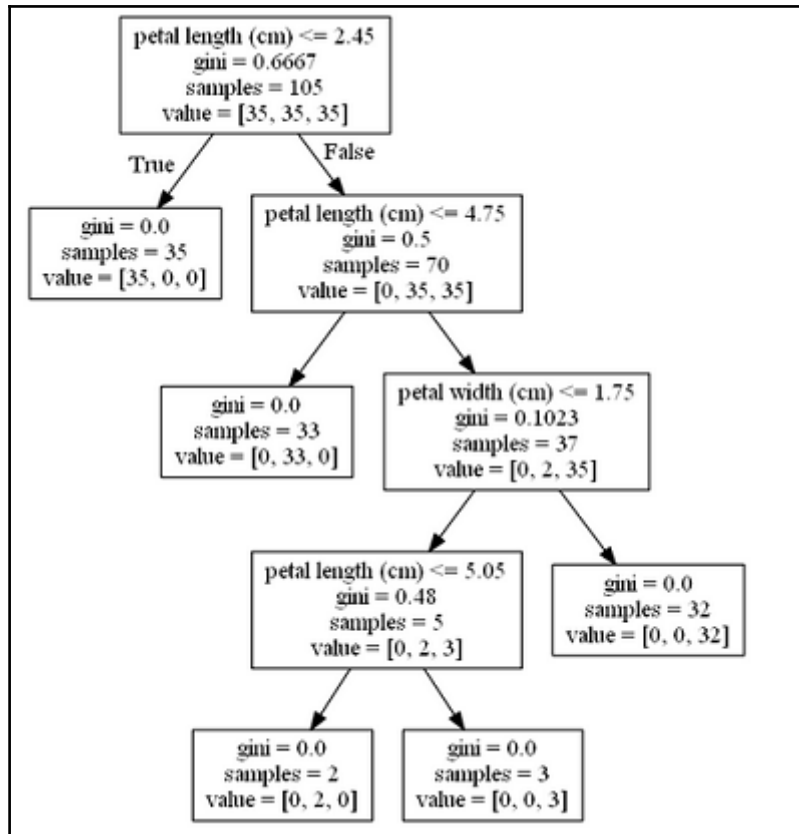 petal length (cm) <= 2.45
gini = 0.6667
samples = 105
value = [35, 35, 35]
True
False
gini = 0.0
samples = 35
value = [35, 0, 0]
petal length (cm) <= 4.75
gini = 0.5
samples = 70
value = [0, 35, 35]
gini = 0.0
samples = 33
value = [0, 33, 0]
petal width (cm) <= 1.75
gini = 0.1023
samples = 37
value = [0, 2, 35]
petal length (cm) <= 5.05
gini = 0.48
samples = 5
value = [0, 2, 3]
gini = 0.0
samples = 32
value = [0, 0, 32]
gini = 0.0
samples = 2
value = [0, 2, 0]
gini = 0.0
samples = 3
value = [0, 0, 3]